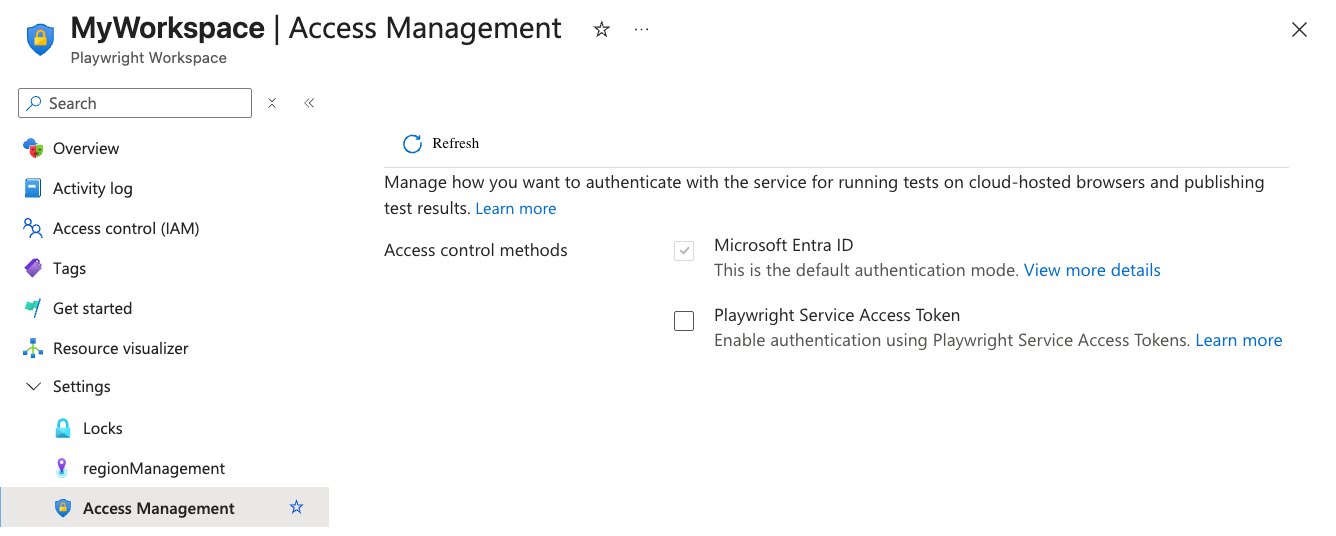 MyWorkspace | Access Management
Playwright Workspace
Search
Overview
Activity log
Access control (IAM)
Tags
Get started
Resource visualizer
Settings
Locks
regionManagement
Access Management
Refresh
Manage how you want to authenticate with the service for running tests on cloud-hosted browsers and publishing
test results. Learn more
Access control methods
Microsoft Entra ID
This is the default authentication mode. View more details
Playwright Service Access Token
Enable authentication using Playwright Service Access Tokens. Learn more